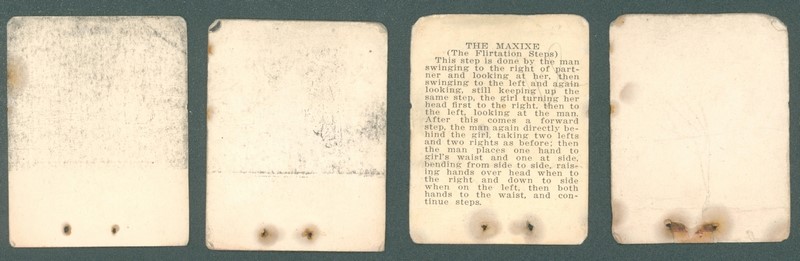 THE MAXIXE
(The Flirtation Steps)
This step is done by the man
swinging to the right of part-
ner and looking at her, then
swinging to the left and again
looking, still keeping up the
same step, the girl turning her
head first to the right, then to
the left, looking at the man.
After this comes a forward
step, the man again directly be-
hind the girl, taking two lefts
and two rights as before; then
the man places one hand to
girl's waist and one at side,
bending from side to side, rais-
ing hands over head when to
the right and down to side
when on the left, then both
hands to the waist, and con-
tinue steps.